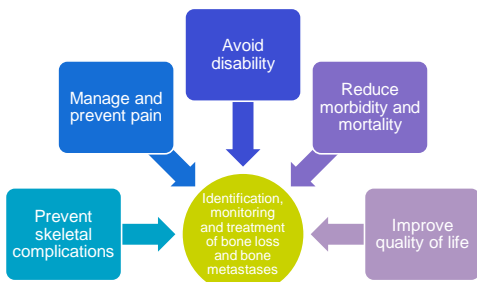 Avoid
disability
Manage and
prevent pain
Reduce
morbidity and
mortality
Prevent
skeletal
complications
Identification,
monitoring
and treatment
of bone loss
and bone
metastases
Improve
quality of life